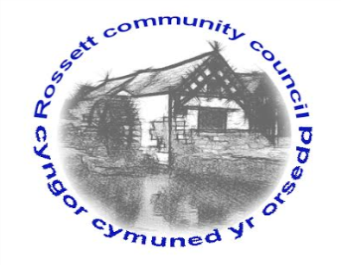 Rossett community council
cyngor cymuned yr orsedd